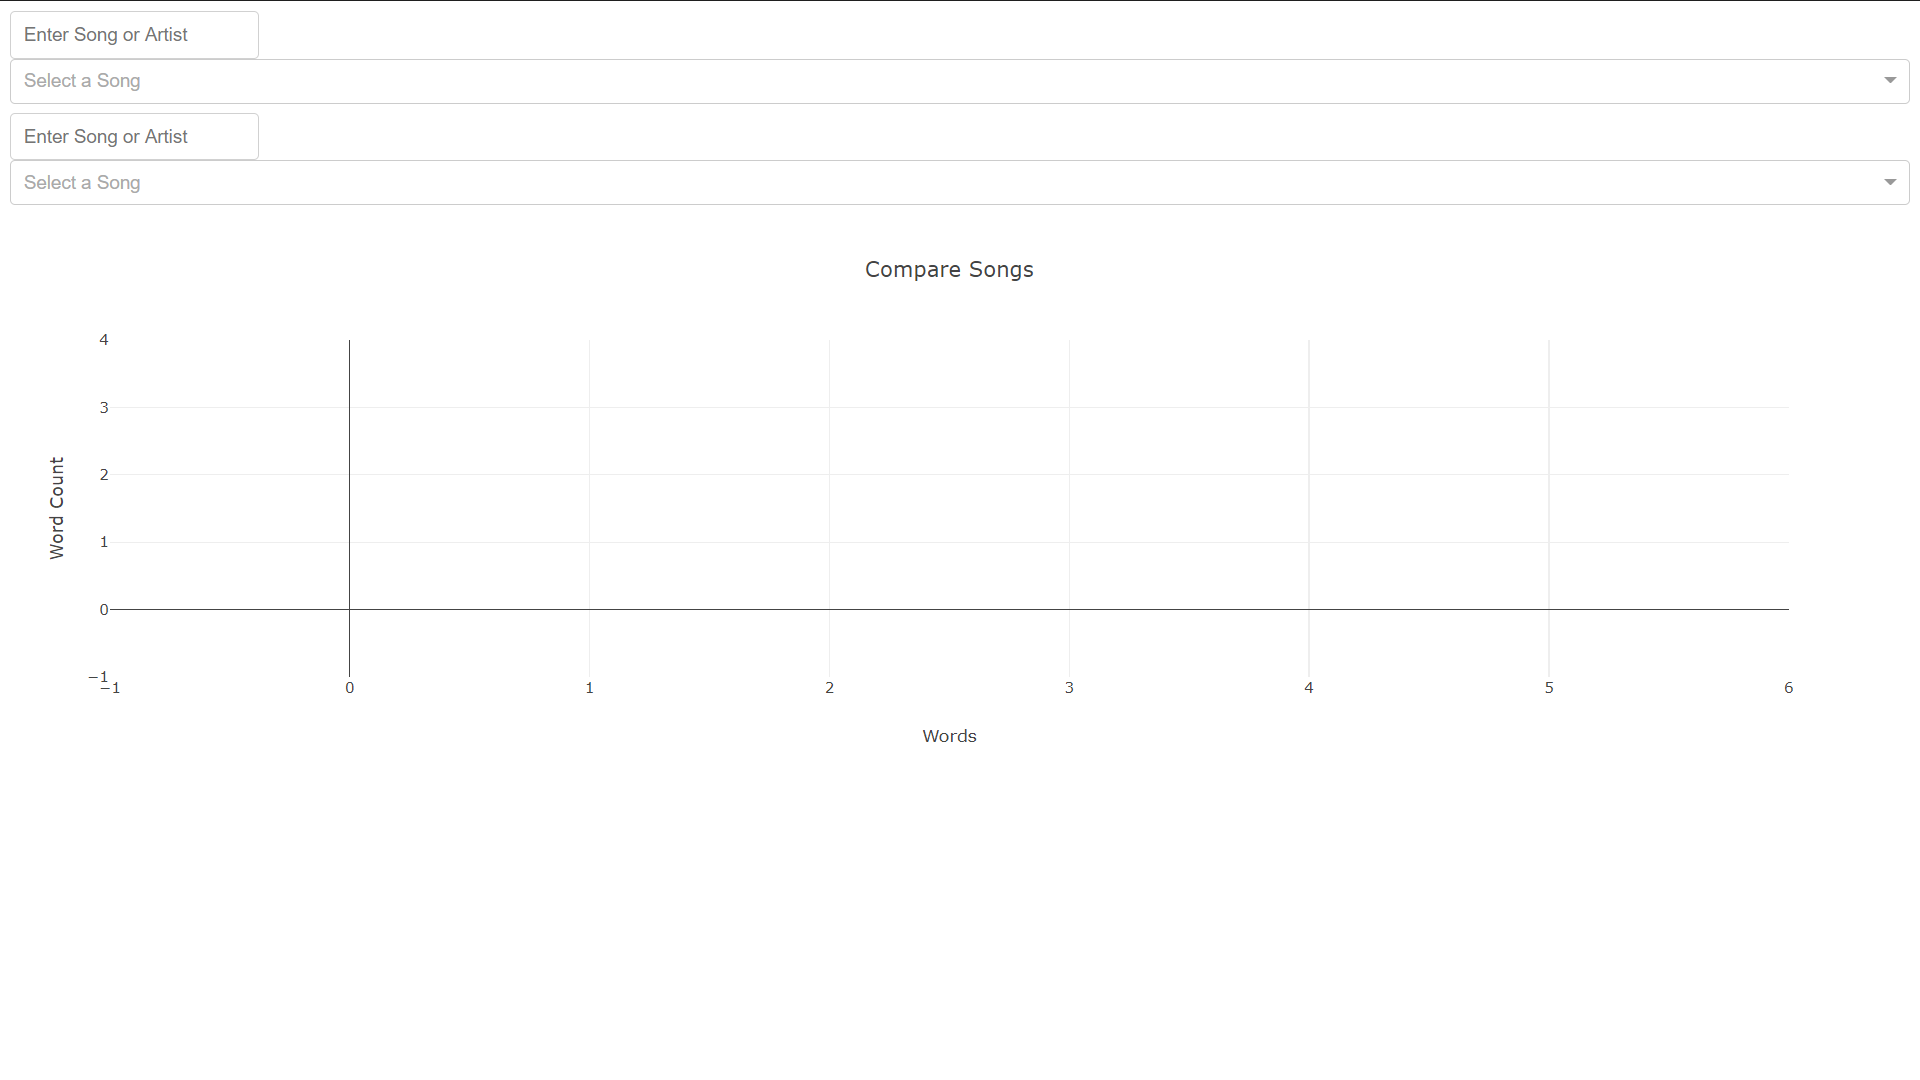 Enter Song or Artist
Select a Song
Enter Song or Artist
Select a Song
Compare Songs
4
3
2
1
0
−1
Word Count
−1 0 1 2 3 4 5 6
Words